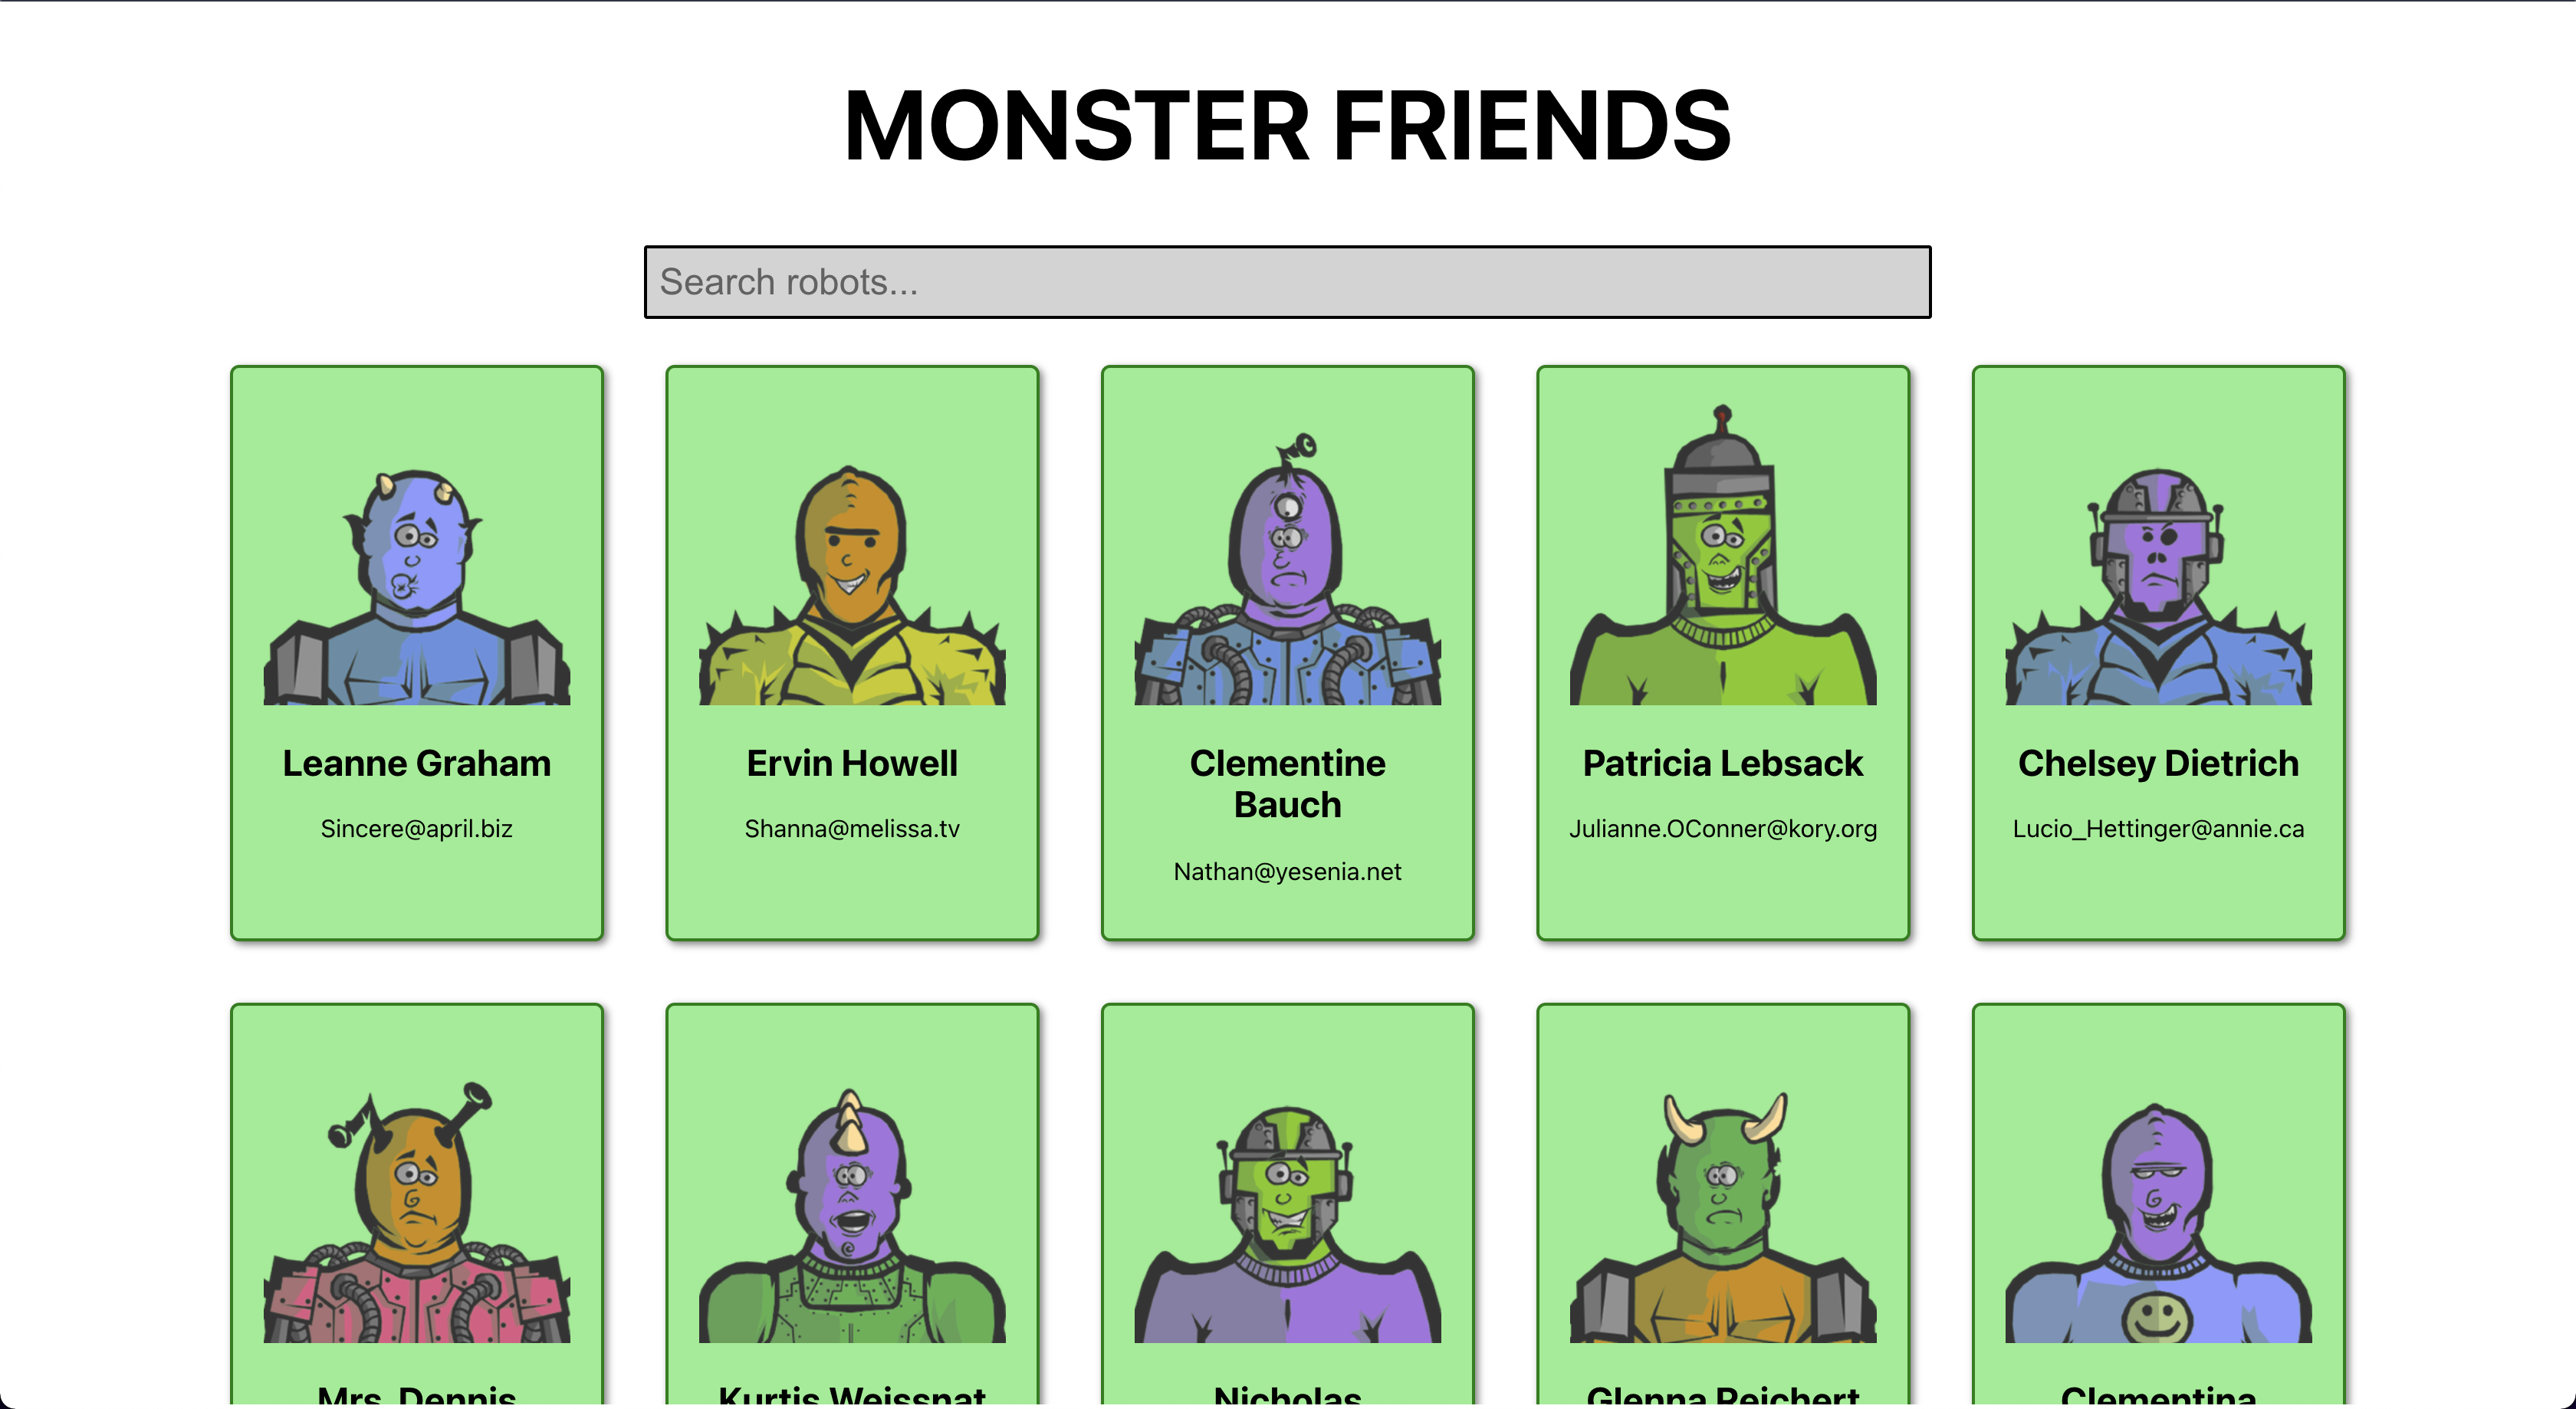 MONSTER FRIENDS
Search robots...
Leanne Graham
Sincere@april.biz
Ervin Howell
Shanna@melissa.tv
Clementine
Bauch
Nathan@yesenia.net
Patricia Lebsack
Julianne.OConner@kory.org
Chelsey Dietrich
Lucio_Hettinger@annie.ca
Mrs. Dennis
Kurtis Weissnat
Nicholas
Glenna Reichert
Clementina